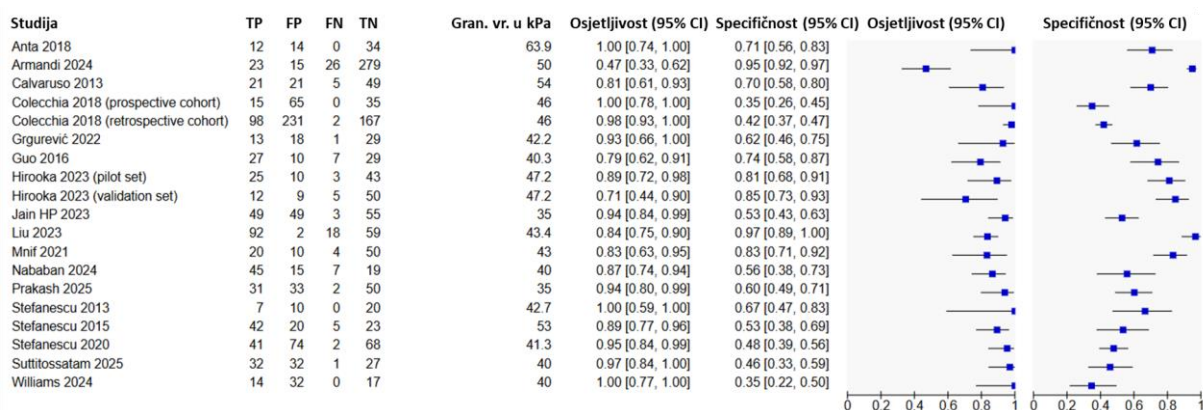 Studija TP FP FN TN Gran. vr. u kPa Osjetljivost (95% CI) Specifičnost (95% CI) Osjetljivost (95% CI) Specifičnost (95% CI)
Anta 2018 12 14 0 34 63.9 1.00 [0.74, 1.00] 0.71 [0.56, 0.83]
Armandi 2024 23 15 26 279 50 0.47 [0.33, 0.62] 0.95 [0.92, 0.97]
Calvaruso 2013 21 21 5 49 54 0.81 [0.61, 0.93] 0.70 [0.58, 0.80]
Colecchia 2018 (prospective cohort) 15 65 0 35 46 1.00 [0.78, 1.00] 0.35 [0.26, 0.45]
Colecchia 2018 (retrospective cohort) 98 231 2 167 46 0.98 [0.93, 1.00] 0.42 [0.37, 0.47]
Grgurević 2022 13 18 1 29 42.2 0.93 [0.66, 1.00] 0.62 [0.46, 0.75]
Guo 2016 27 10 7 29 40.3 0.79 [0.62, 0.91] 0.74 [0.58, 0.87]
Hirooka 2023 (pilot set) 25 10 3 43 47.2 0.89 [0.72, 0.98] 0.81 [0.68, 0.91]
Hirooka 2023 (validation set) 12 9 5 50 47.2 0.71 [0.44, 0.90] 0.85 [0.73, 0.93]
Jain HP 2023 49 49 3 55 35 0.94 [0.84, 0.99] 0.53 [0.43, 0.63]
Liu 2023 92 2 18 59 43.4 0.84 [0.75, 0.90] 0.97 [0.89, 1.00]
Mnif 2021 20 10 4 50 43 0.83 [0.63, 0.95] 0.83 [0.71, 0.92]
Nababan 2024 45 15 7 19 40 0.87 [0.74, 0.94] 0.56 [0.38, 0.73]
Prakash 2025 31 33 2 50 35 0.94 [0.80, 0.99] 0.60 [0.49, 0.71]
Stefanescu 2013 7 10 0 20 42.7 1.00 [0.59, 1.00] 0.67 [0.47, 0.83]
Stefanescu 2015 42 20 5 23 53 0.89 [0.77, 0.96] 0.53 [0.38, 0.69]
Stefanescu 2020 41 74 2 68 41.3 0.95 [0.84, 0.99] 0.48 [0.39, 0.56]
Suttitossatam 2025 32 32 1 27 40 0.97 [0.84, 1.00] 0.46 [0.33, 0.59]
Williams 2024 14 32 0 17 40 1.00 [0.77, 1.00] 0.35 [0.22, 0.50]
0 0.2 0.4 0.6 0.8 1 0 0.2 0.4 0.6 0.8 1